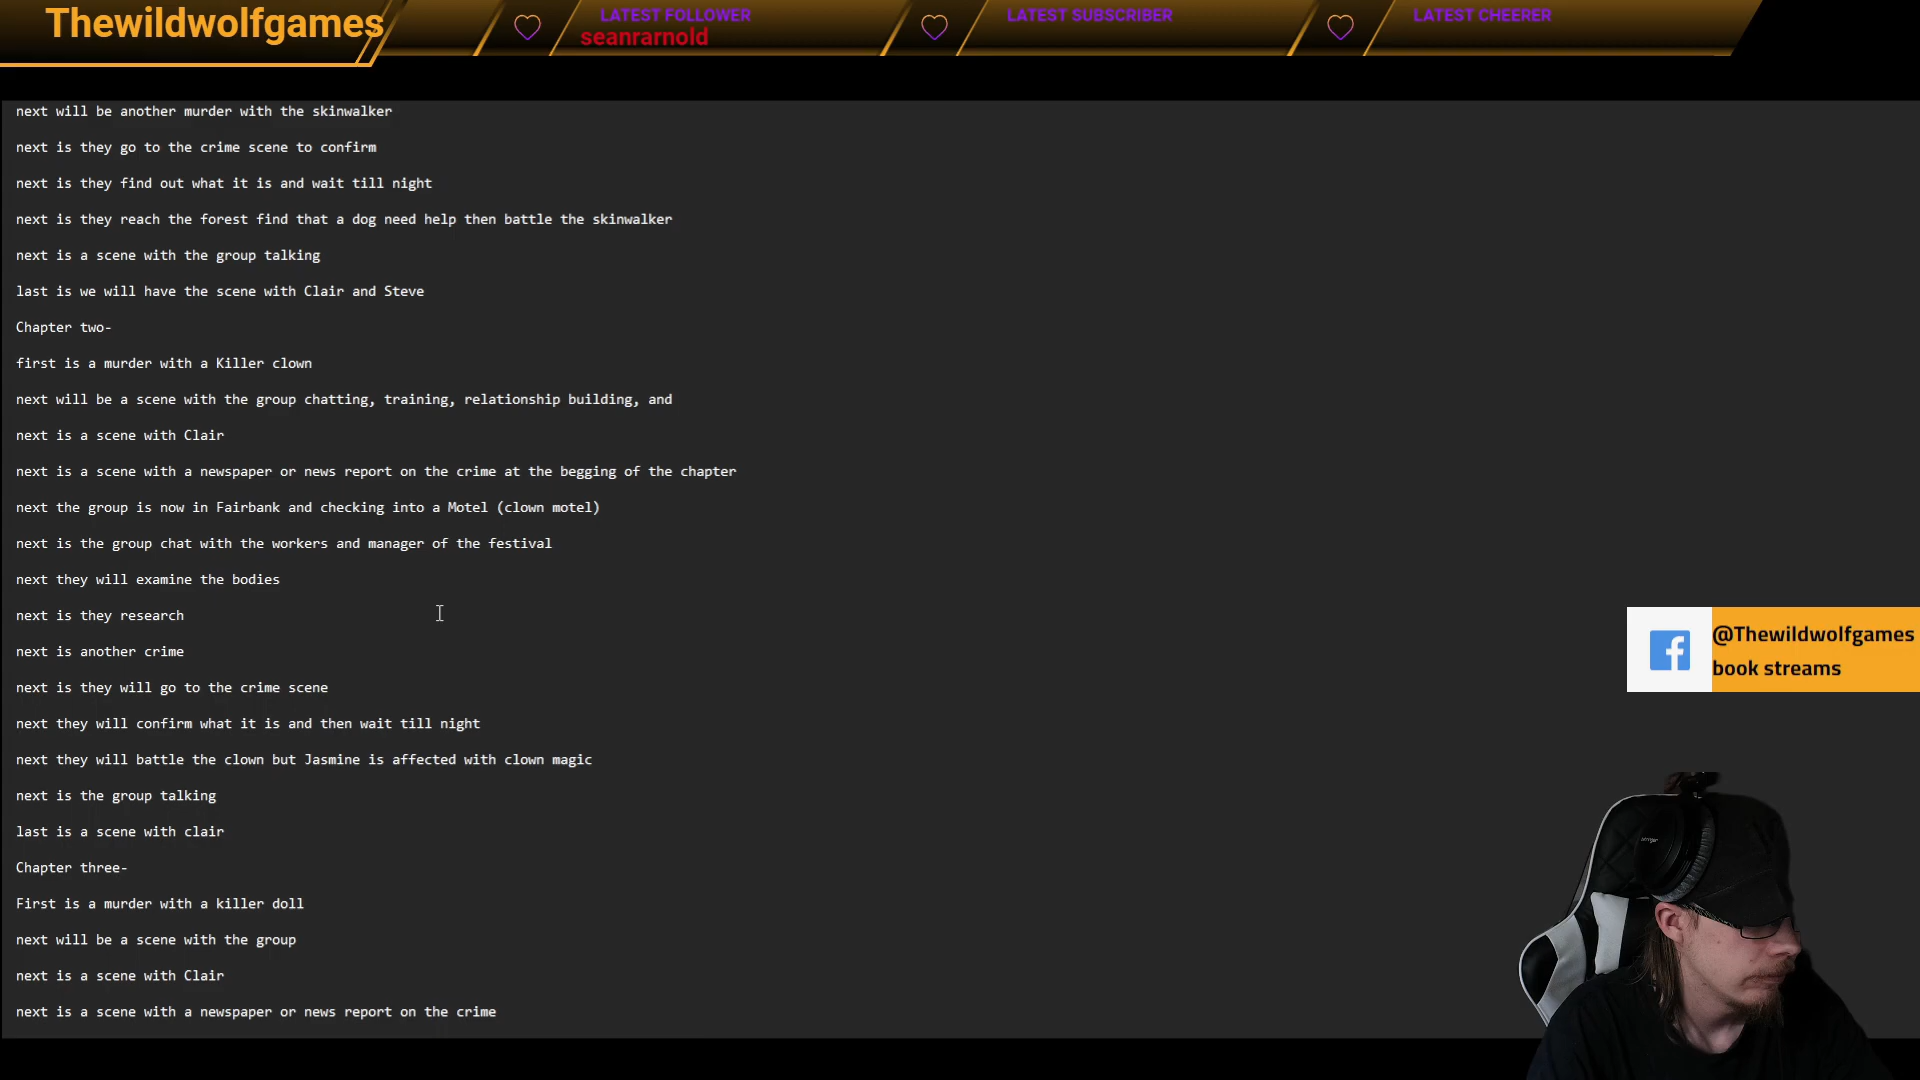 Thewildwolfgames
LATEST FOLLOWER
seanrarnold
LATEST SUBSCRIBER
LATEST CHEERER
next will be another murder with the skinwalker
next is they go to the crime scene to confirm
next is they find out what it is and wait till night
next is they reach the forest find that a dog need help then battle the skinwalker
next is a scene with the group talking
last is we will have the scene with Clair and Steve
Chapter two-
first is a murder with a Killer clown
next will be a scene with the group chatting, training, relationship building, and
next is a scene with Clair
next is a scene with a newspaper or news report on the crime at the begging of the chapter
next the group is now in Fairbank and checking into a Motel (clown motel)
next is the group chat with the workers and manager of the festival
next they will examine the bodies
next is they research
next is another crime
next is they will go to the crime scene
next they will confirm what it is and then wait till night
next they will battle the clown but Jasmine is affected with clown magic
next is the group talking
last is a scene with clair
Chapter three-
First is a murder with a killer doll
next will be a scene with the group
next is a scene with Clair
next is a scene with a newspaper or news report on the crime
@Thewildwolfgames
book streams